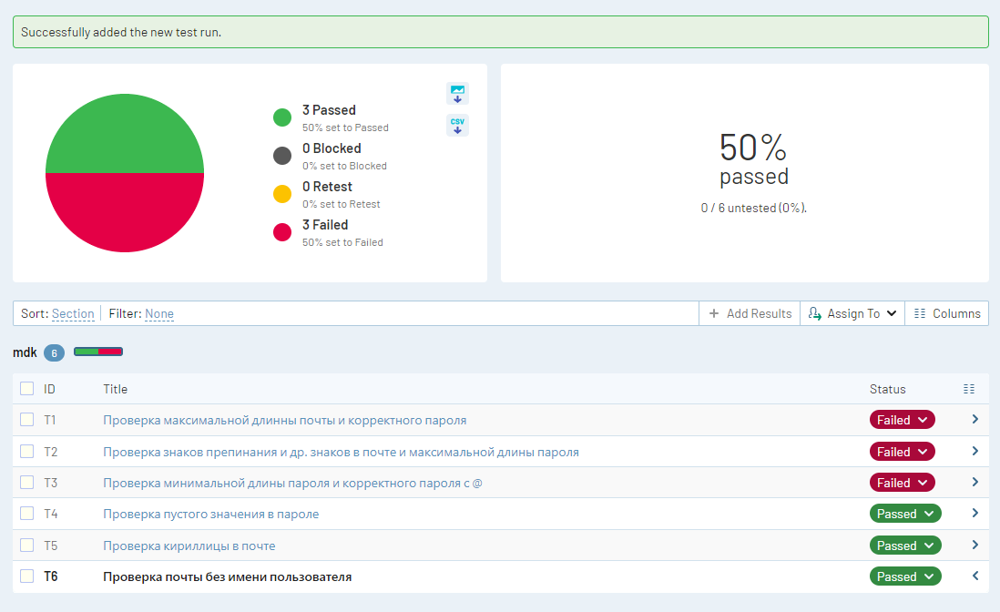 Successfully added the new test run.
3 Passed
50% set to Passed
0 Blocked
0% set to Blocked
0 Retest
0% set to Retest
3 Failed
50% set to Failed
CSV
50%
passed
0 / 6 untested (0%).
Sort: Section Filter: None + Add Results Assign To Columns
mdk 6
ID Title Status
T1 Проверка максимальной длинны почты и корректного пароля Failed
T2 Проверка знаков препинания и др. знаков в почте и максимальной длины пароля Failed
T3 Проверка минимальной длины пароля и корректного пароля с @ Failed
T4 Проверка пустого значения в пароле Passed
T5 Проверка кириллицы в почте Passed
T6 Проверка почты без имени пользователя Passed